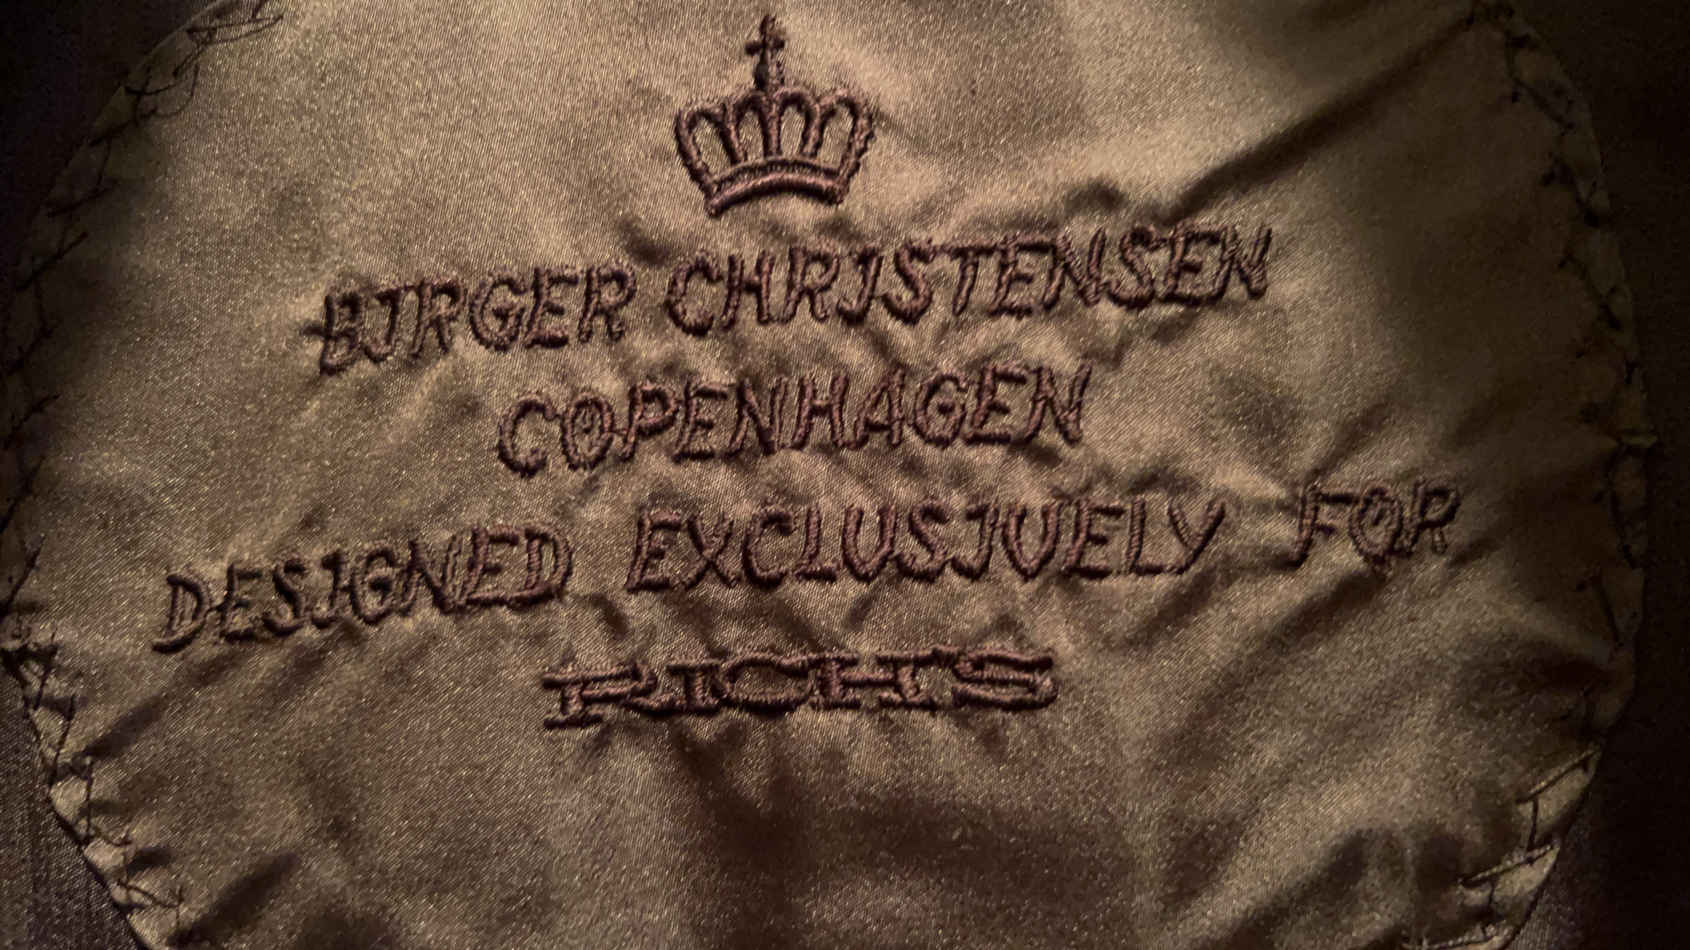 BIRGER CHRISTENSEN
COPENHAGEN
DESIGNED EXCLUSIVELY FOR
RICH'S